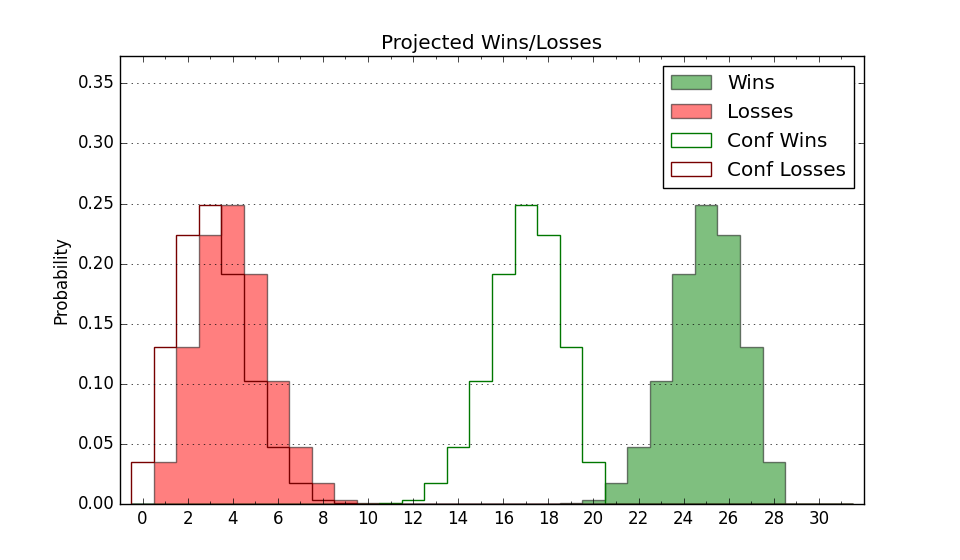 Projected Wins/Losses
Probability
0.35
0.30
0.25
0.20
0.15
0.10
0.05
0.00
0 2 4 6 8 10 12 14 16 18 20 22 24 26 28 30
Wins
Losses
Conf Wins
Conf Losses